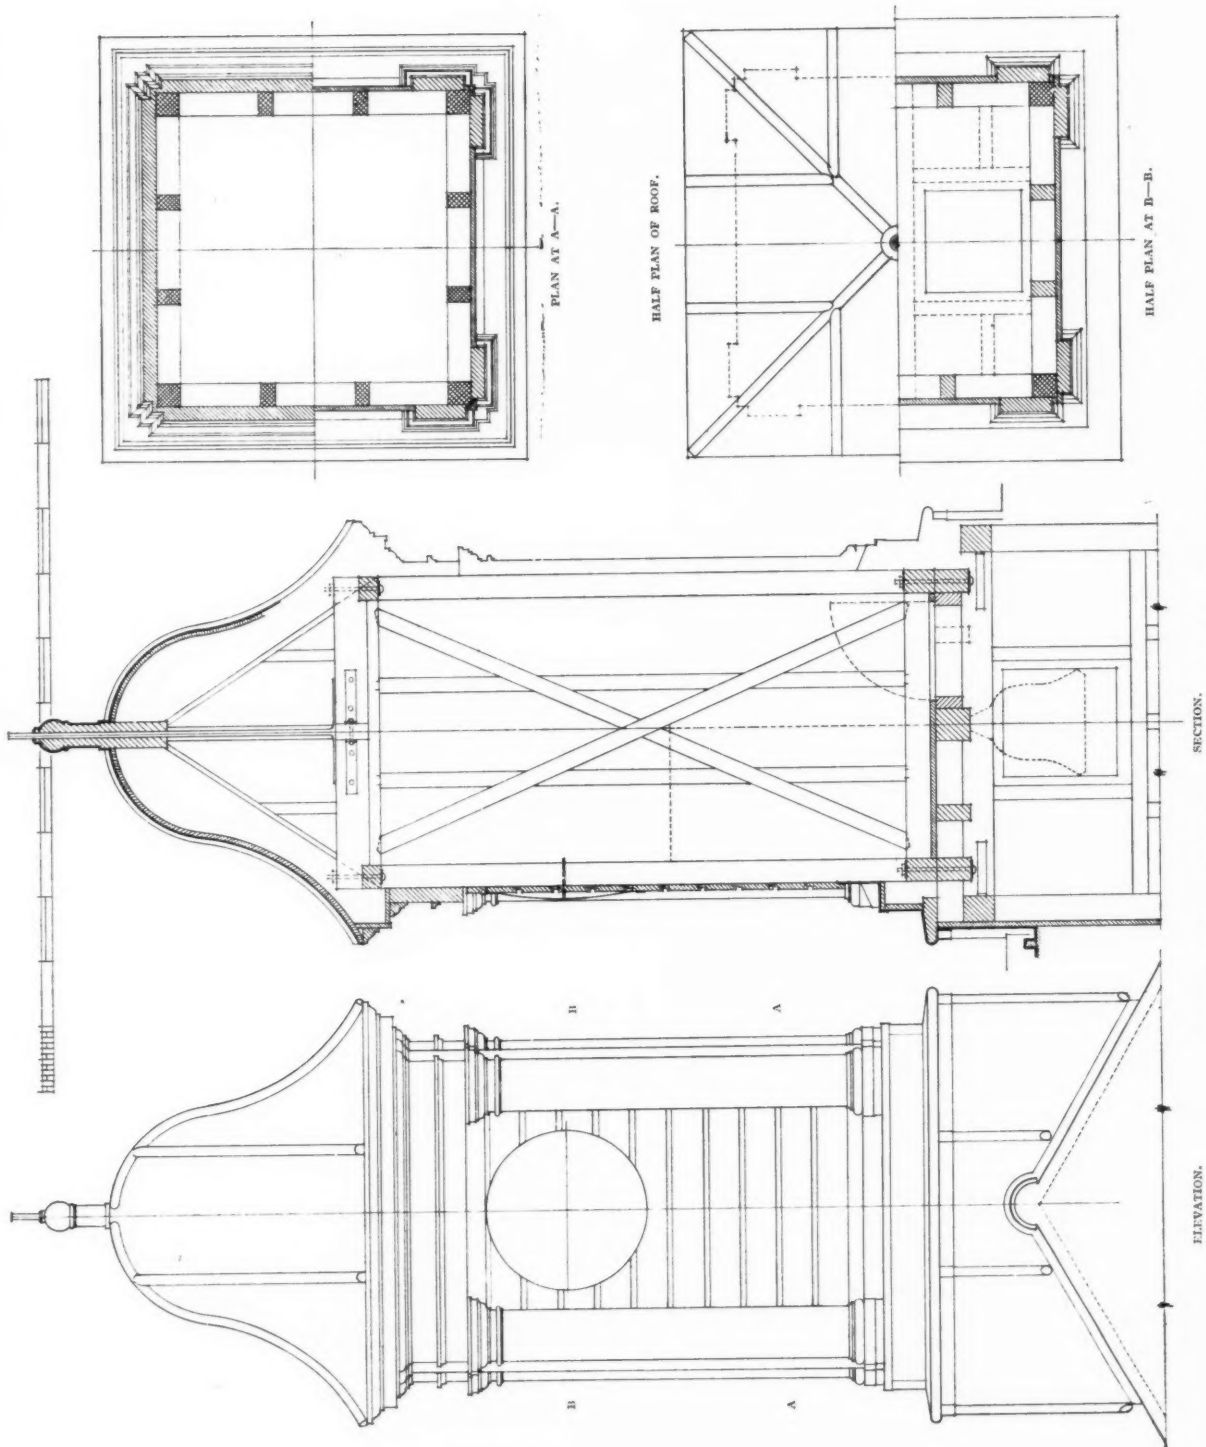 PLAN AT A—A.
HALF PLAN OF ROOF.
HALF PLAN AT B—B.
SECTION.
B
A
B
A
ELEVATION.